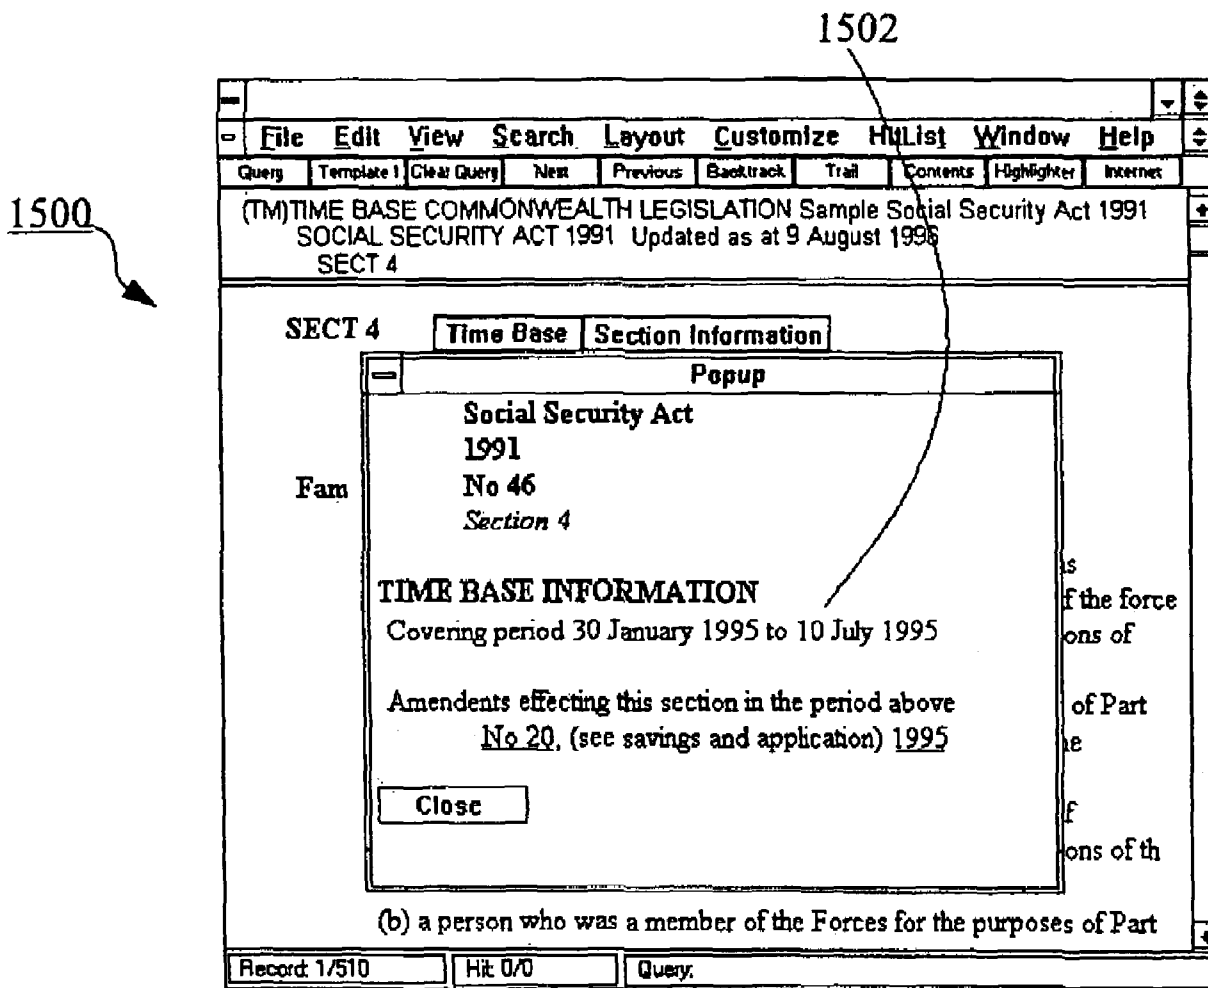 1502
File Edit View Search Layout Customize HitList Window Help
Query Template 1 Clear Query Next Previous Backtrack Trail Contents Highlighter Internet
1500
(TM)TIME BASE COMMONWEALTH LEGISLATION Sample Social Security Act 1991
SOCIAL SECURITY ACT 1991 Updated as at 9 August 1996
SECT 4
SECT 4 Time Base Section Information
Popup
Social Security Act
1991
Fam No 46
Section 4
is
TIME BASE INFORMATION f the force
Covering period 30 January 1995 to 10 July 1995 ons of
Amendents effecting this section in the period above of Part
No 20, (see savings and application) 1995 he
Close f
ons of th
(b) a person who was a member of the Forces for the purposes of Part
Record: 1/510 Hit: 0/0 Query: